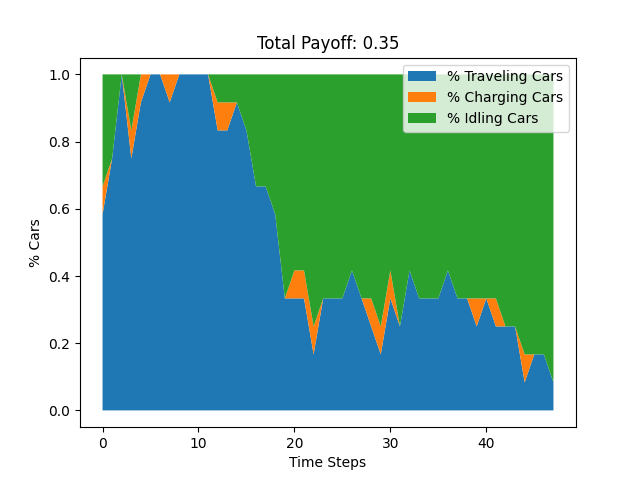 Total Payoff: 0.35
1.0
0.8
0.6
0.4
0.2
0.0
% Cars
% Traveling Cars
% Charging Cars
% Idling Cars
0
10
20
30
40
Time Steps